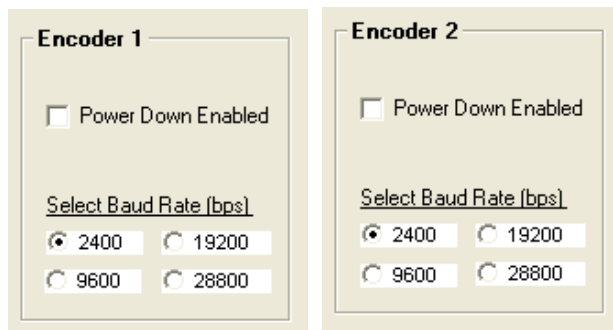 Encoder 1
Power Down Enabled
Select Baud Rate (bps)
2400 19200
9600 28800
Encoder 2
Power Down Enabled
Select Baud Rate (bps)
2400 19200
9600 28800